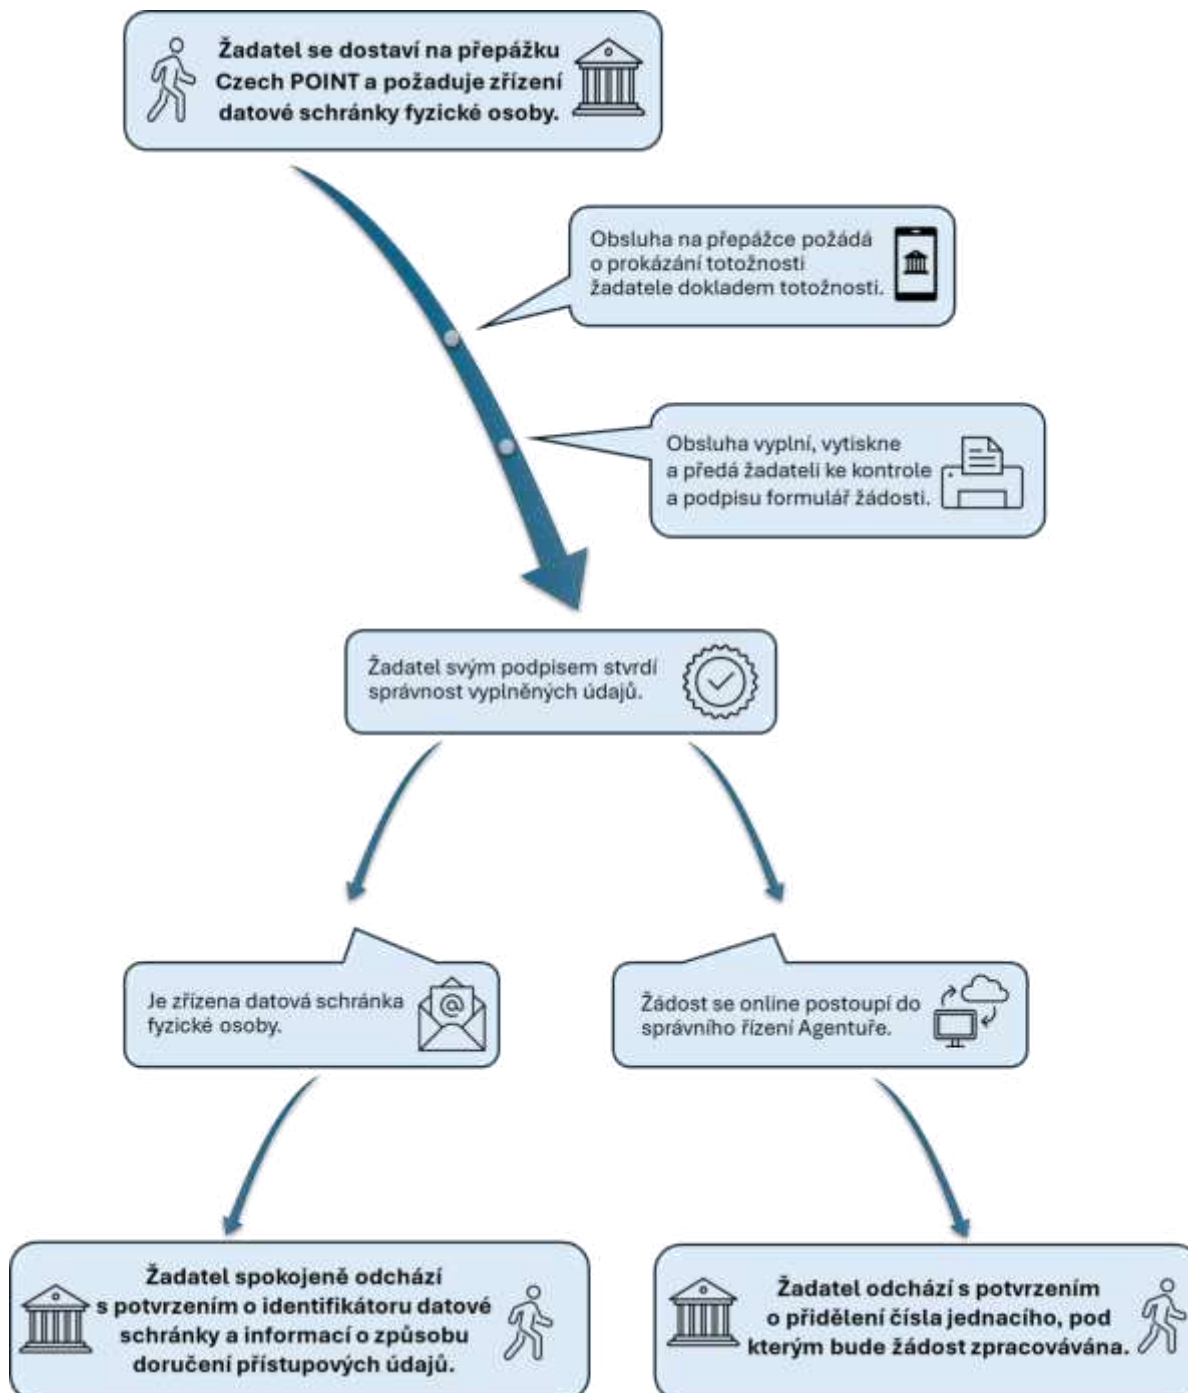 Žadatel se dostaví na přepážku
Czech POINT a požaduje zřízení
datové schránky fyzické osoby.
Obsluha na přepážce požádá
o prokázání totožnosti
žadatele dokladem totožnosti.
Obsluha vyplní, vytiskne
a předá žadateli ke kontrole
a podpisu formulář žádosti.
Žadatel svým podpisem stvrdí
správnost vyplněných údajů.
Je zřízena datová schránka
fyzické osoby.
@
Žádost se online postoupí do
správního řízení Agentuře.
Žadatel spokojeně odchází
s potvrzením o identifikátoru datové
schránky a informací o způsobu
doručení přístupových údajů.
Žadatel odchází s potvrzením
o přidělení čísla jednacího, pod
kterým bude žádost zpracovávána.